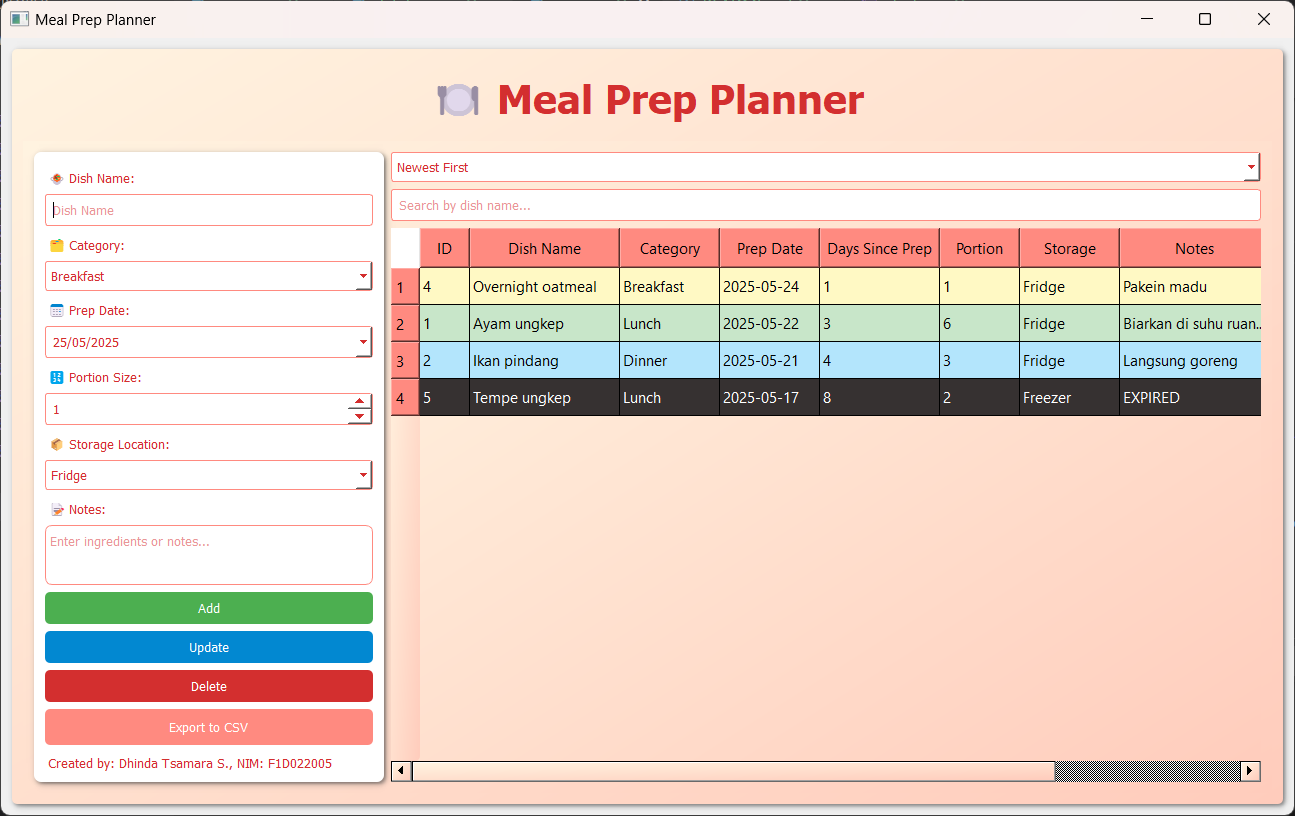 Meal Prep Planner
Meal Prep Planner
Dish Name:
Dish Name
Category:
Breakfast
Prep Date:
25/05/2025
Portion Size:
1
Storage Location:
Fridge
Notes:
Enter ingredients or notes...
Add
Update
Delete
Export to CSV
Created by: Dhinda Tsamara S., NIM: F1D022005
Newest First
Search by dish name...
ID Dish Name Category Prep Date Days Since Prep Portion Storage Notes
1 4 Overnight oatmeal Breakfast 2025-05-24 1 1 Fridge Pakein madu
2 1 Ayam ungkep Lunch 2025-05-22 3 6 Fridge Biarkan di suhu ruan..
3 2 Ikan pindang Dinner 2025-05-21 4 3 Fridge Langsung goreng
4 5 Tempe ungkep Lunch 2025-05-17 8 2 Freezer EXPIRED